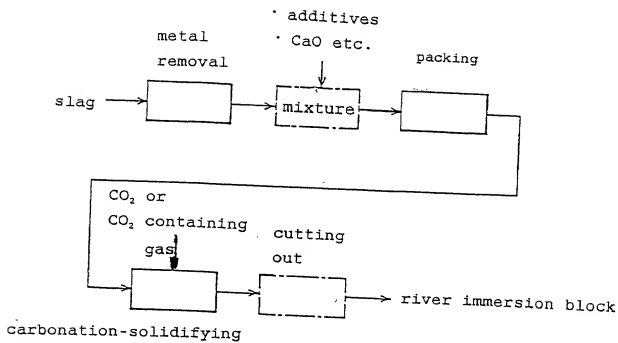 · additives
· CaO etc.
metal
removal
packing
slag
mixture
CO₂ or
CO₂ containing
gas
cutting
out
river immersion block
carbonation-solidifying